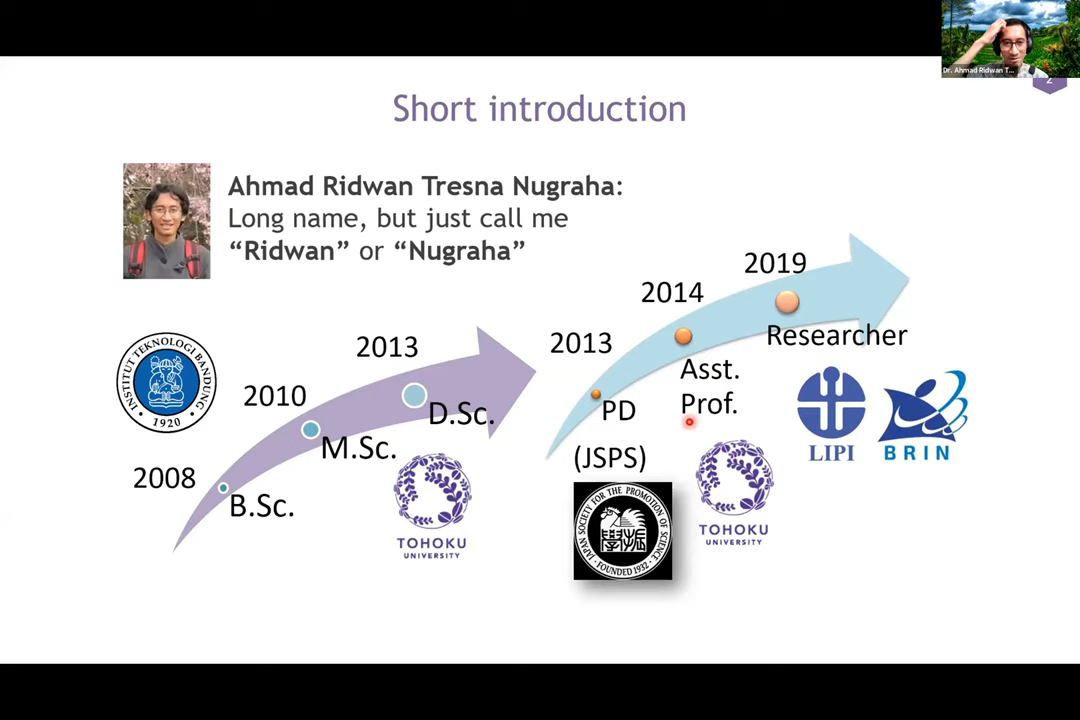 Dr. Ahmad Ridwan T...
2
Short introduction
Ahmad Ridwan Tresna Nugraha:
Long name, but just call me
“Ridwan” or “Nugraha”
INSTITUT TEKNOLOGI BANDUNG
1920
2008
B.Sc.
2010
M.Sc.
2013
D.Sc.
TOHOKU
UNIVERSITY
2013
PD
(JSPS)
JAPAN SOCIETY FOR THE PROMOTION OF SCIENCE
FOUNDED 1932
2014
Asst.
Prof.
TOHOKU
UNIVERSITY
2019
Researcher
LIPI
BRIN